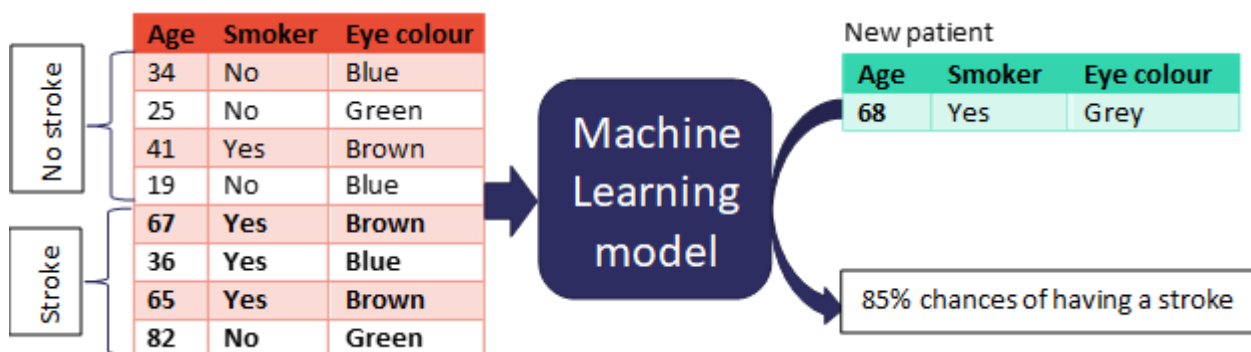 No stroke
Stroke
Age Smoker Eye colour
34 No Blue
25 No Green
41 Yes Brown
19 No Blue
67 Yes Brown
36 Yes Blue
65 Yes Brown
82 No Green
Machine
Learning
model
New patient
Age Smoker Eye colour
68 Yes Grey
85% chances of having a stroke